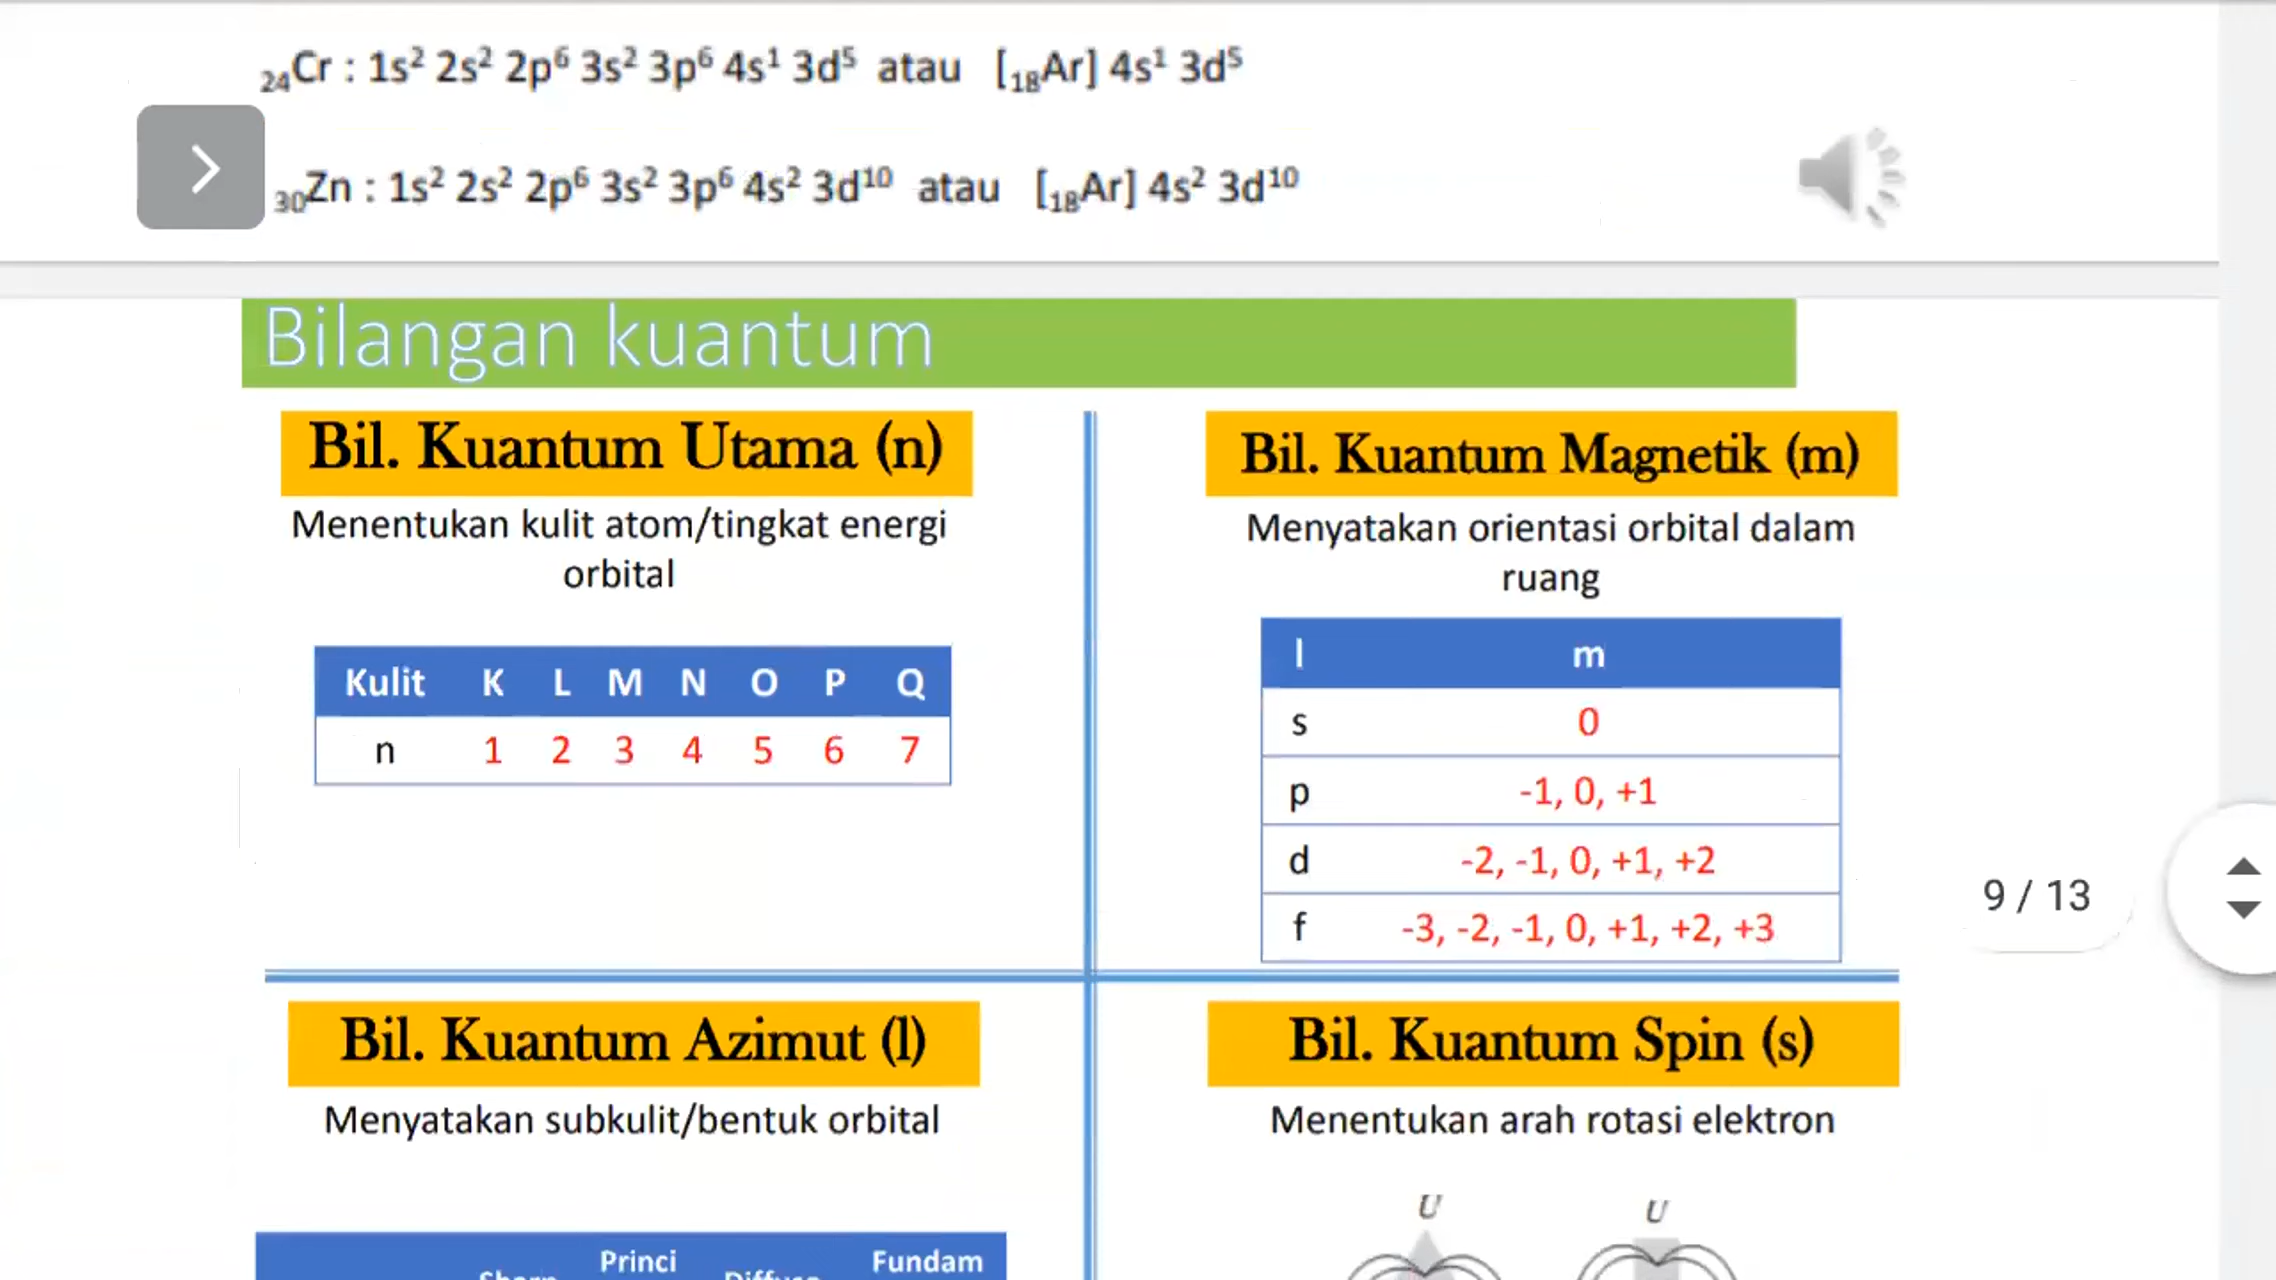 ₂₄Cr : 1s² 2s² 2p⁶ 3s² 3p⁶ 4s¹ 3d⁵ atau [₁₈Ar] 4s¹ 3d⁵
₃₀Zn : 1s² 2s² 2p⁶ 3s² 3p⁶ 4s² 3d¹⁰ atau [₁₈Ar] 4s² 3d¹⁰
Bilangan kuantum
Bil. Kuantum Utama (n)
Menentukan kulit atom/tingkat energi
orbital
Kulit K L M N O P Q
n 1 2 3 4 5 6 7
Bil. Kuantum Magnetik (m)
Menyatakan orientasi orbital dalam
ruang
l m
s 0
p -1, 0, +1
d -2, -1, 0, +1, +2
f -3, -2, -1, 0, +1, +2, +3
9 / 13
Bil. Kuantum Azimut (l)
Menyatakan subkulit/bentuk orbital
Princi Fundam
Bil. Kuantum Spin (s)
Menentukan arah rotasi elektron
U U